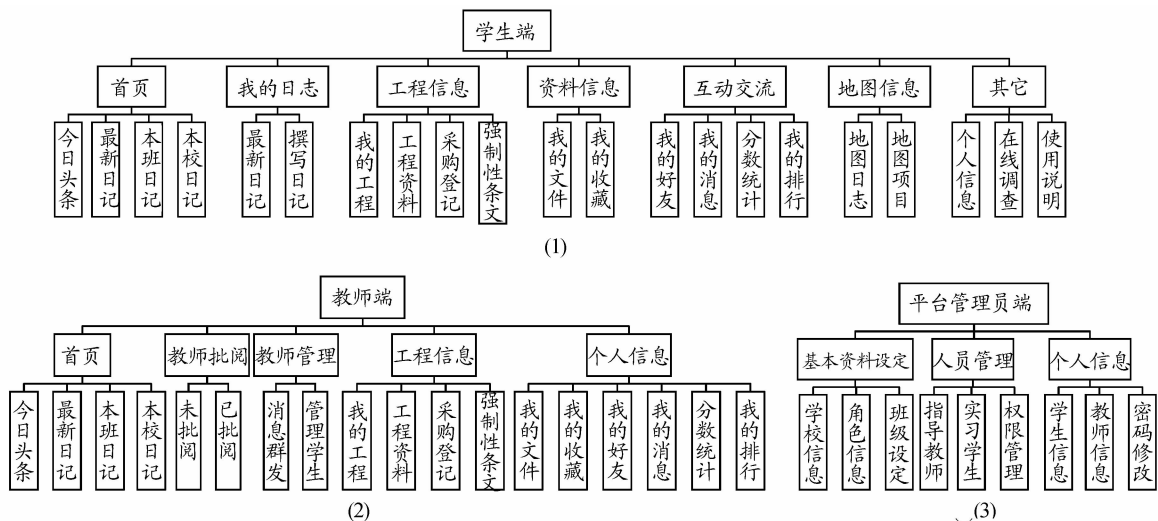 学生端
首页 我的日志 工程信息 资料信息 互动交流 地图信息 其它
今日头条 最新日记 本班日记 本校日记 最新日记 撰写日记 我的工程 工程资料 采购登记 强制性条文 我的文件 我的收藏 我的好友 我的消息 分数统计 我的排行 地图日志 地图项目 个人信息 在线调查 使用说明
(1)
教师端
首页 教师批阅 教师管理 工程信息 个人信息
今日头条 最新日记 本班日记 本校日记 未批阅 已批阅 消息群发 管理学生 我的工程 工程资料 采购登记 强制性条文 我的文件 我的收藏 我的好友 我的消息 分数统计 我的排行
(2)
平台管理员端
基本资料设定 人员管理 个人信息
学校信息 角色信息 班级设定 指导教师 实习学生 权限管理 学生信息 教师信息 密码修改
(3)